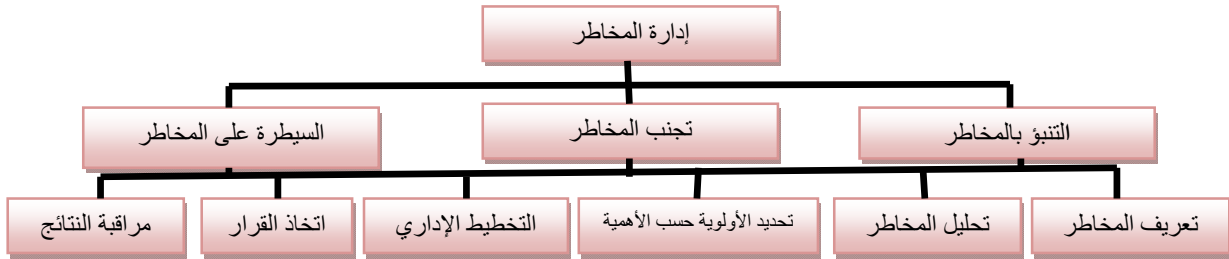 إدارة المخاطر
التنبؤ بالمخاطر
تجنب المخاطر
السيطرة على المخاطر
تعريف المخاطر
تحليل المخاطر
تحديد الأولوية حسب الأهمية
التخطيط الإداري
اتخاذ القرار
مراقبة النتائج